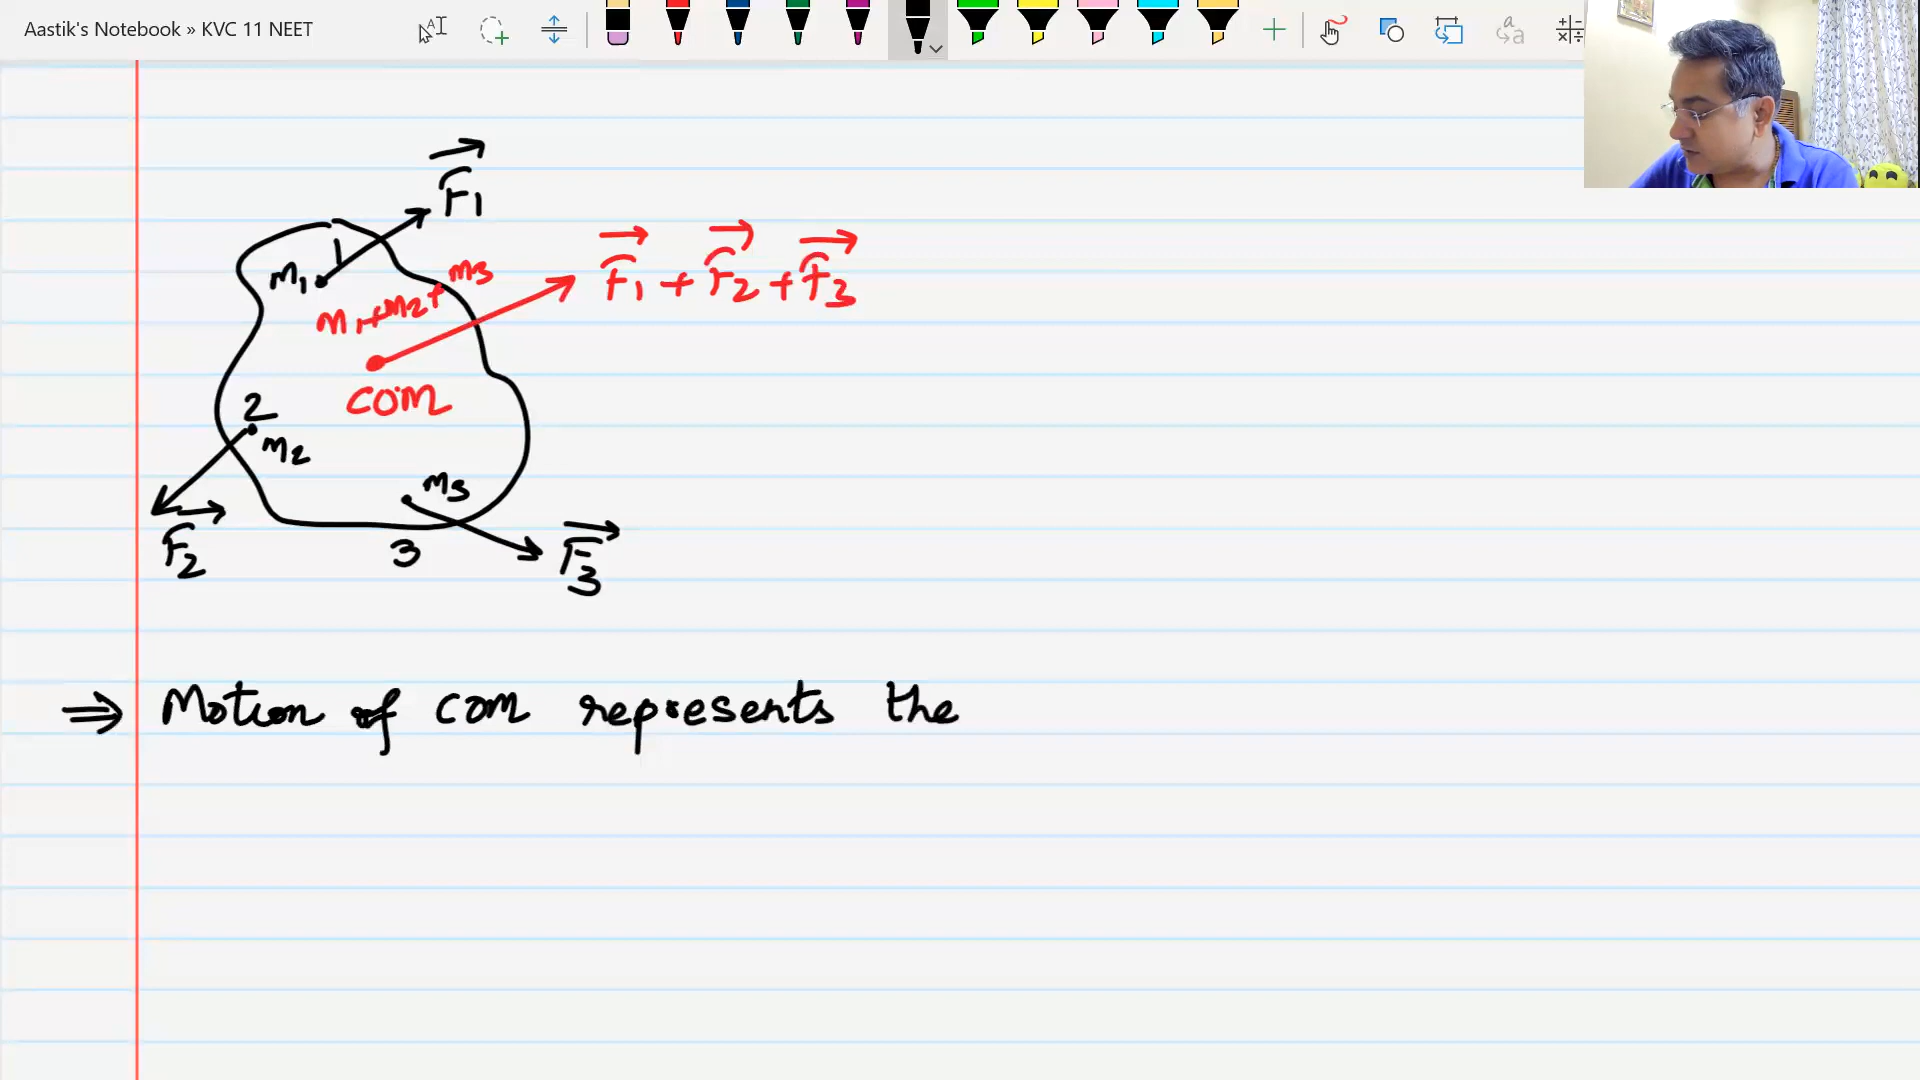 Aastik's Notebook » KVC 11 NEET
F1
1
m1
m1+m2+m3
F1 + F2 + F3
COM
2
m2
m3
F2
3
F3
⇒ Motion of com represents the